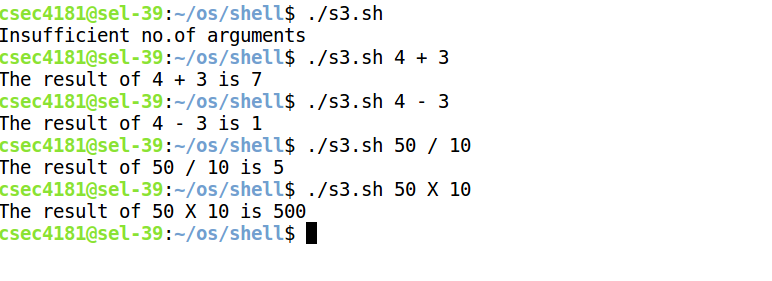 csec4181@sel-39:~/os/shell$ ./s3.sh
Insufficient no.of arguments
csec4181@sel-39:~/os/shell$ ./s3.sh 4 + 3
The result of 4 + 3 is 7
csec4181@sel-39:~/os/shell$ ./s3.sh 4 - 3
The result of 4 - 3 is 1
csec4181@sel-39:~/os/shell$ ./s3.sh 50 / 10
The result of 50 / 10 is 5
csec4181@sel-39:~/os/shell$ ./s3.sh 50 X 10
The result of 50 X 10 is 500
csec4181@sel-39:~/os/shell$